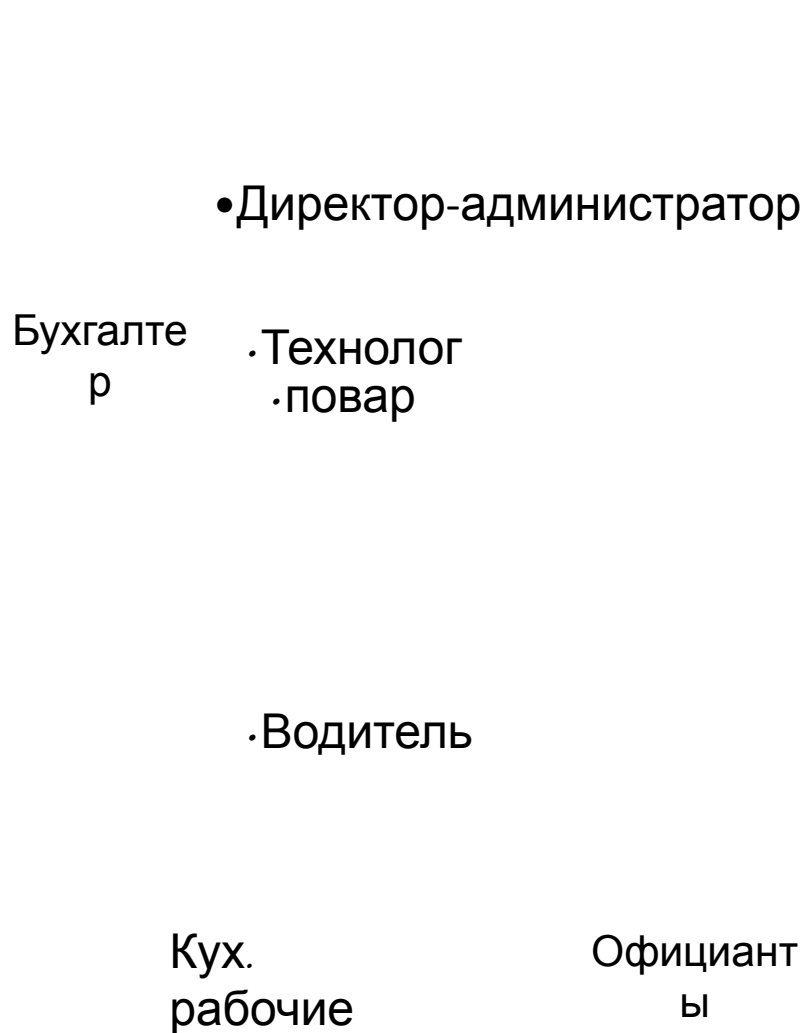 •Директор-администратор
Бухгалте
р
·Технолог
·повар
·Водитель
Кух.
рабочие
Официант
ы